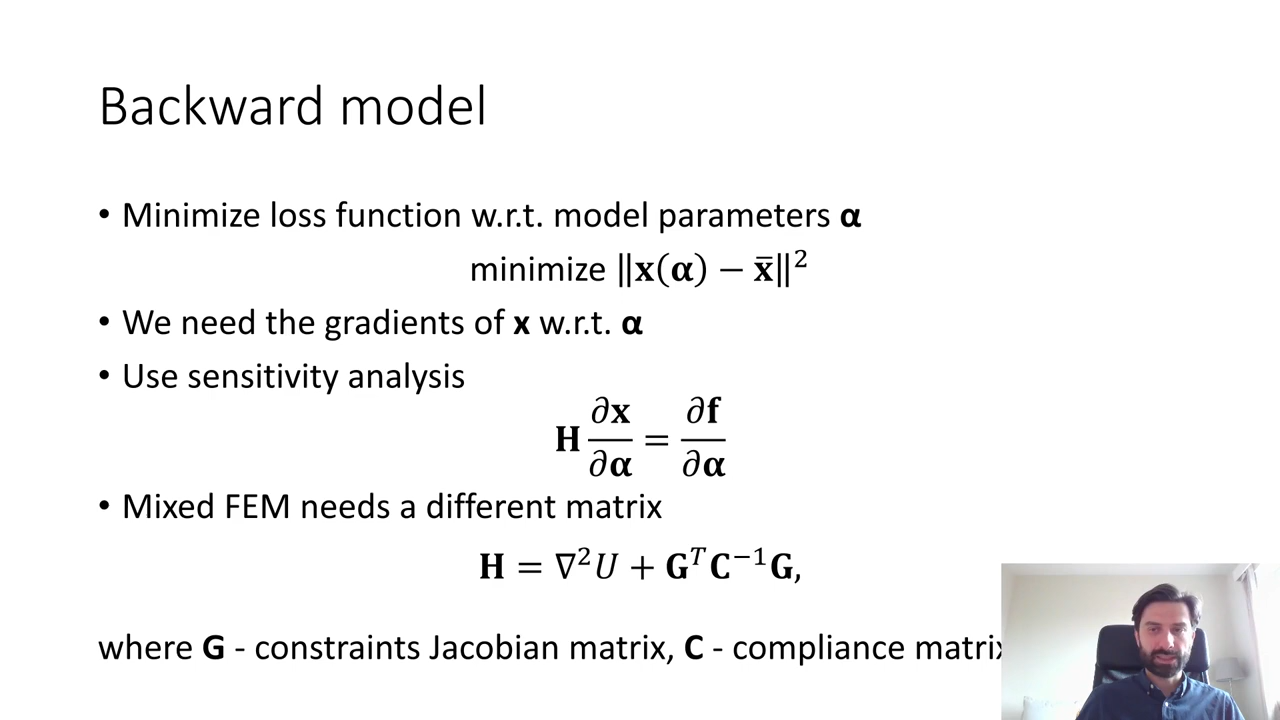 Backward model
• Minimize loss function w.r.t. model parameters α
minimize ‖x(α) − x̄‖²
• We need the gradients of x w.r.t. α
• Use sensitivity analysis
H ∂x/∂α = ∂f/∂α
• Mixed FEM needs a different matrix
H = ∇²U + GᵀC⁻¹G,
where G - constraints Jacobian matrix, C - compliance matrix